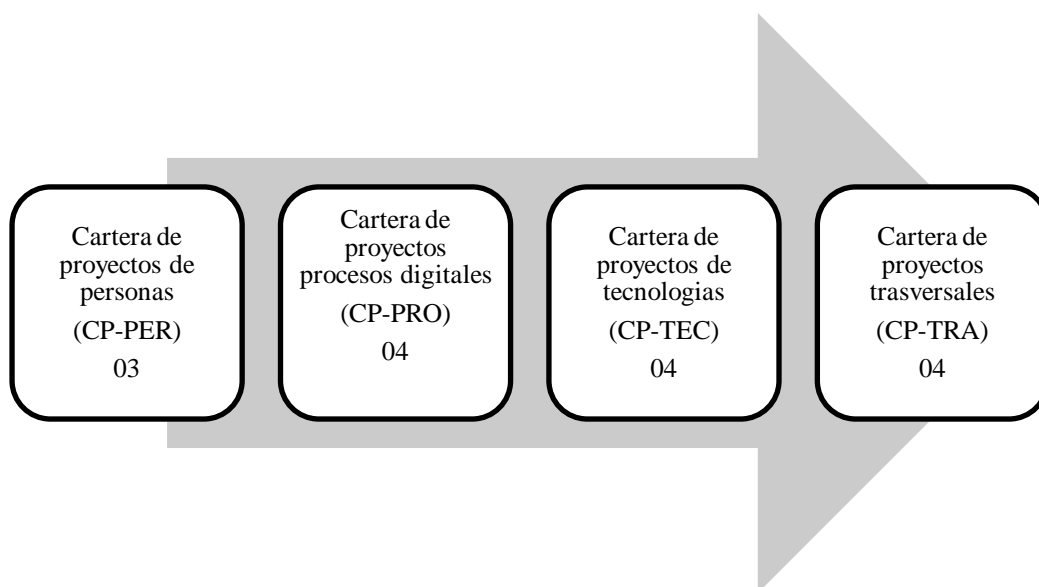 Cartera de
proyectos de
personas
(CP-PER)
03
Cartera de
proyectos
procesos digitales
(CP-PRO)
04
Cartera de
proyectos de
tecnologias
(CP-TEC)
04
Cartera de
proyectos
trasversales
(CP-TRA)
04